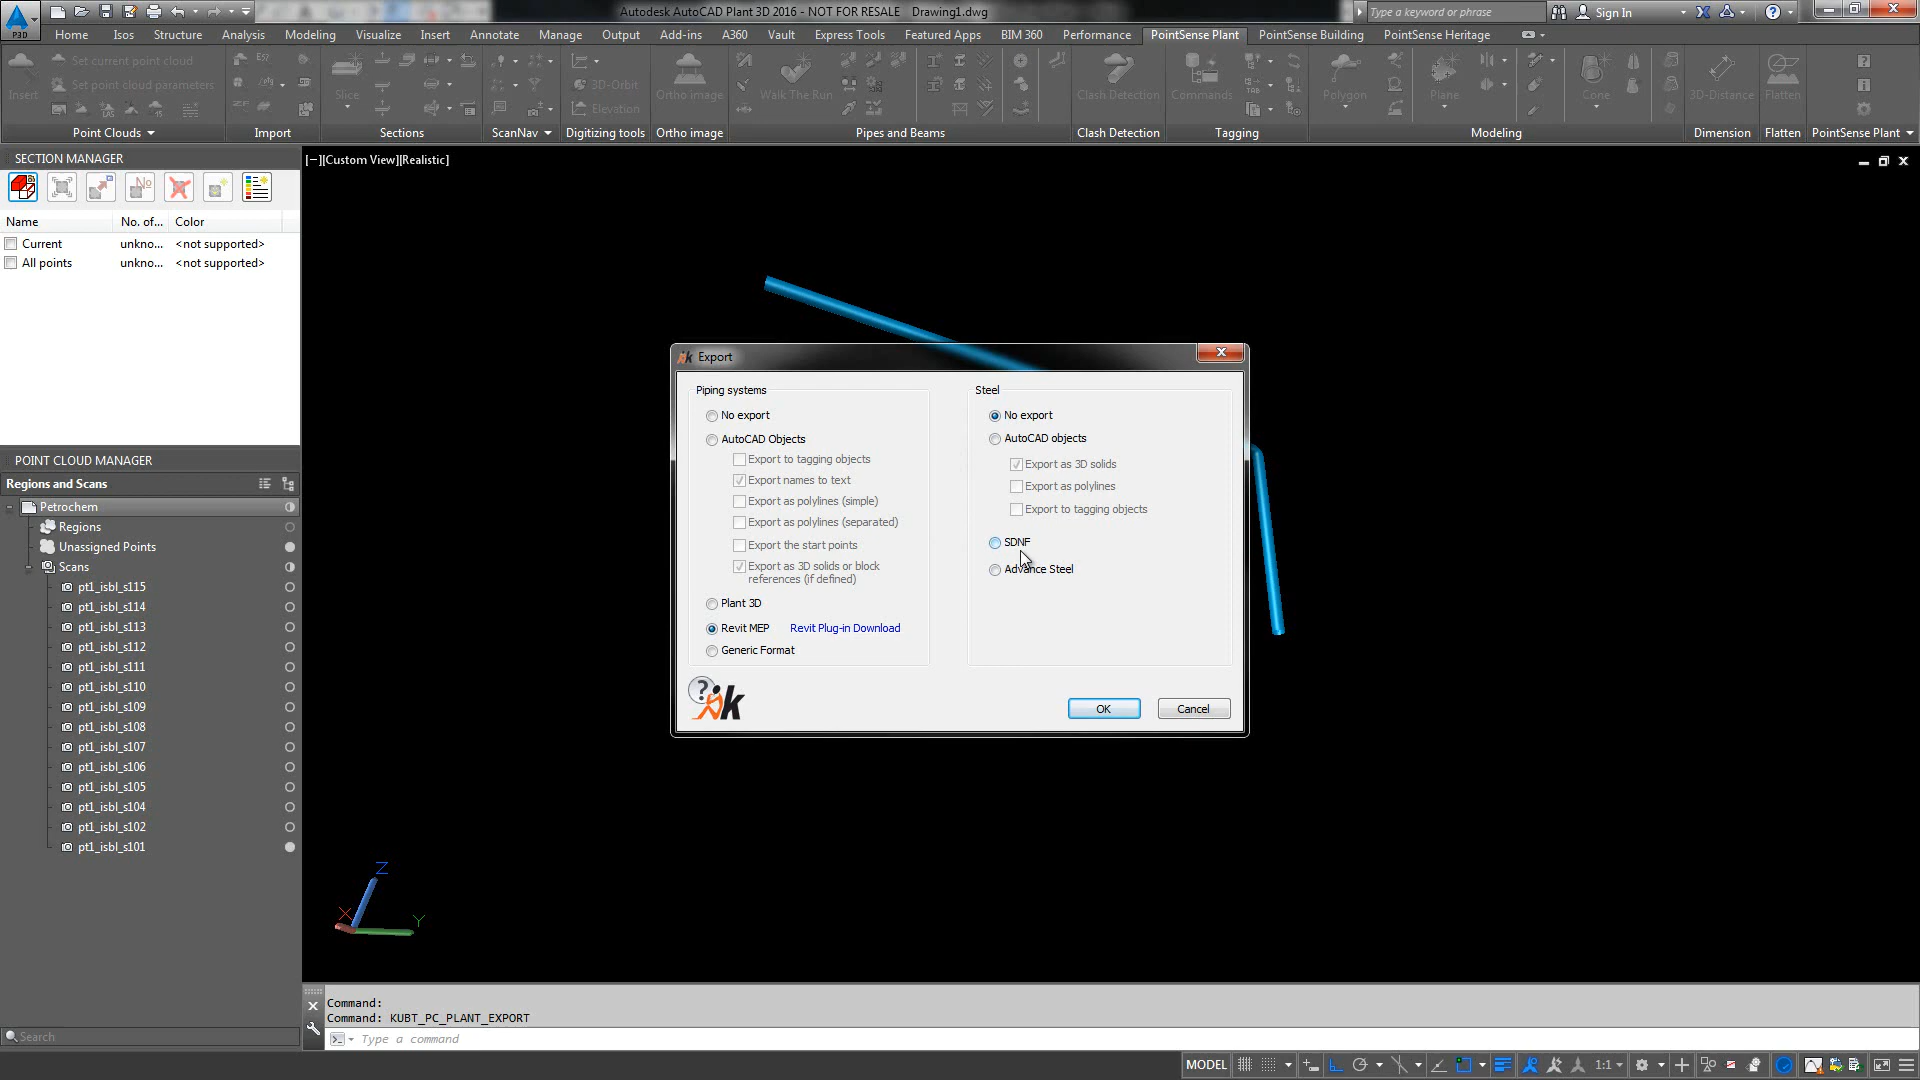 Autodesk AutoCAD Plant 3D 2016 - NOT FOR RESALE Drawing1.dwg
Type a keyword or phrase
Sign In
P3D
Home Isos Structure Analysis Modeling Visualize Insert Annotate Manage Output Add-ins A360 Vault Express Tools Featured Apps BIM 360 Performance PointSense Plant PointSense Building PointSense Heritage
Set current point cloud
Set point cloud parameters
Insert
Slice
3D-Orbit
Elevation
Ortho image
Walk The Run
Clash Detection
Commands
Polygon
Plane
Cone
3D-Distance
Flatten
Point Clouds Import Sections ScanNav Digitizing tools Ortho image Pipes and Beams Clash Detection Tagging Modeling Dimension Flatten PointSense Plant
SECTION MANAGER
Name No. of... Color
Current unkno... <not supported>
All points unkno... <not supported>
[−][Custom View][Realistic]
POINT CLOUD MANAGER
Regions and Scans
Petrochem
Regions
Unassigned Points
Scans
pt1_isbl_s115
pt1_isbl_s114
pt1_isbl_s113
pt1_isbl_s112
pt1_isbl_s111
pt1_isbl_s110
pt1_isbl_s109
pt1_isbl_s108
pt1_isbl_s107
pt1_isbl_s106
pt1_isbl_s105
pt1_isbl_s104
pt1_isbl_s102
pt1_isbl_s101
Search
Export
Piping systems
No export
AutoCAD Objects
Export to tagging objects
Export names to text
Export as polylines (simple)
Export as polylines (separated)
Export the start points
Export as 3D solids or block
references (if defined)
Plant 3D
Revit MEP Revit Plug-in Download
Generic Format
Steel
No export
AutoCAD objects
Export as 3D solids
Export as polylines
Export to tagging objects
SDNF
Advance Steel
OK
Cancel
Z
X
Y
Command:
Command: KUBT_PC_PLANT_EXPORT
Type a command
MODEL
1:1